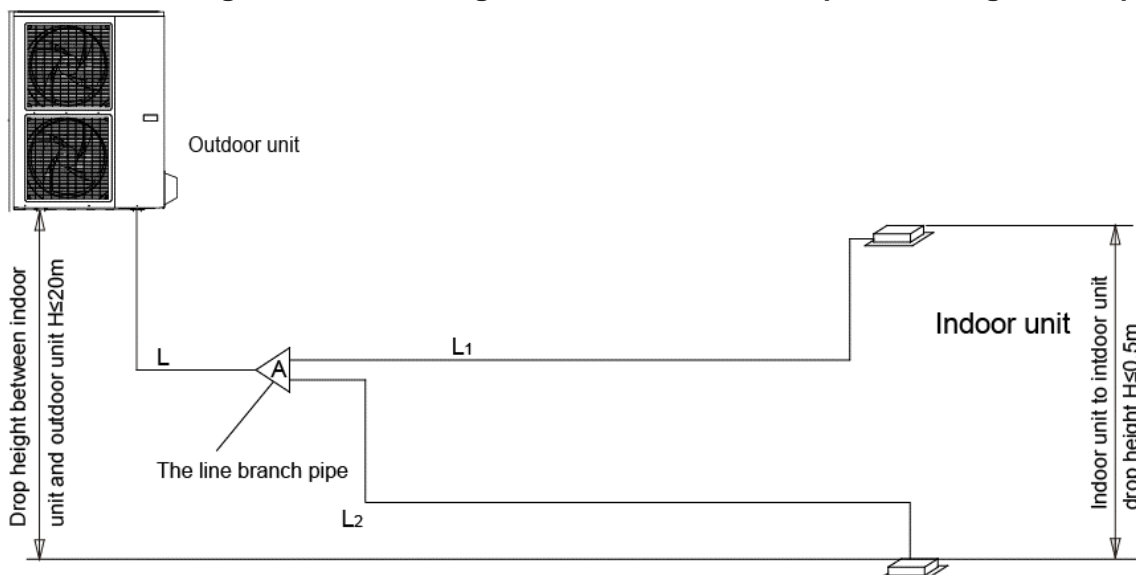 Outdoor unit
Drop height between indoor
unit and outdoor unit H≤20m
L
A
L1
The line branch pipe
L2
Indoor unit
Indoor unit to intdoor unit
drop height H≤0.5m